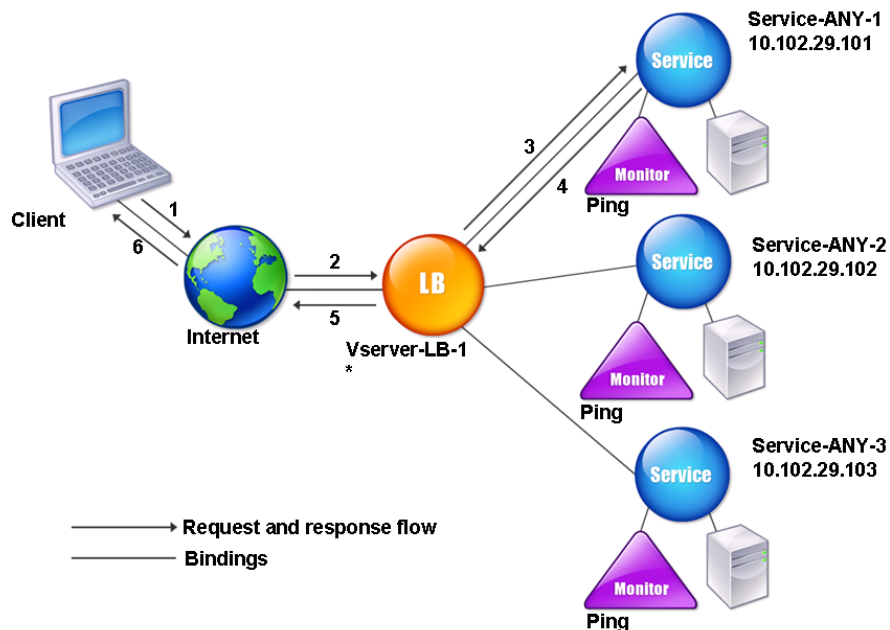 Service-ANY-1
10.102.29.101
Service
3
4
Monitor
Ping
Client
1
6
2
5
Internet
LB
Vserver-LB-1
*
Service-ANY-2
10.102.29.102
Service
Monitor
Ping
Service-ANY-3
10.102.29.103
Service
Monitor
Ping
Request and response flow
Bindings